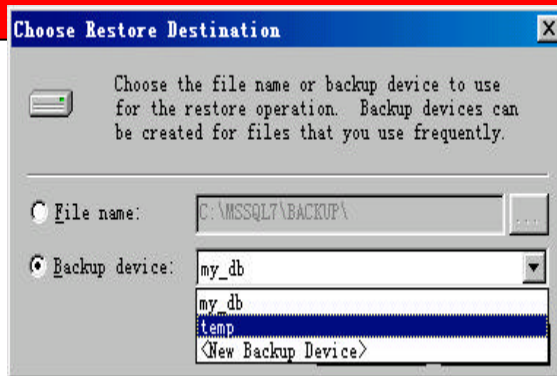 Choose Restore Destination
Choose the file name or backup device to use
for the restore operation. Backup devices can
be created for files that you use frequently.
File name:
C:\MSSQL7\BACKUP\
...
Backup device:
my_db
my_db
temp
<New Backup Device>